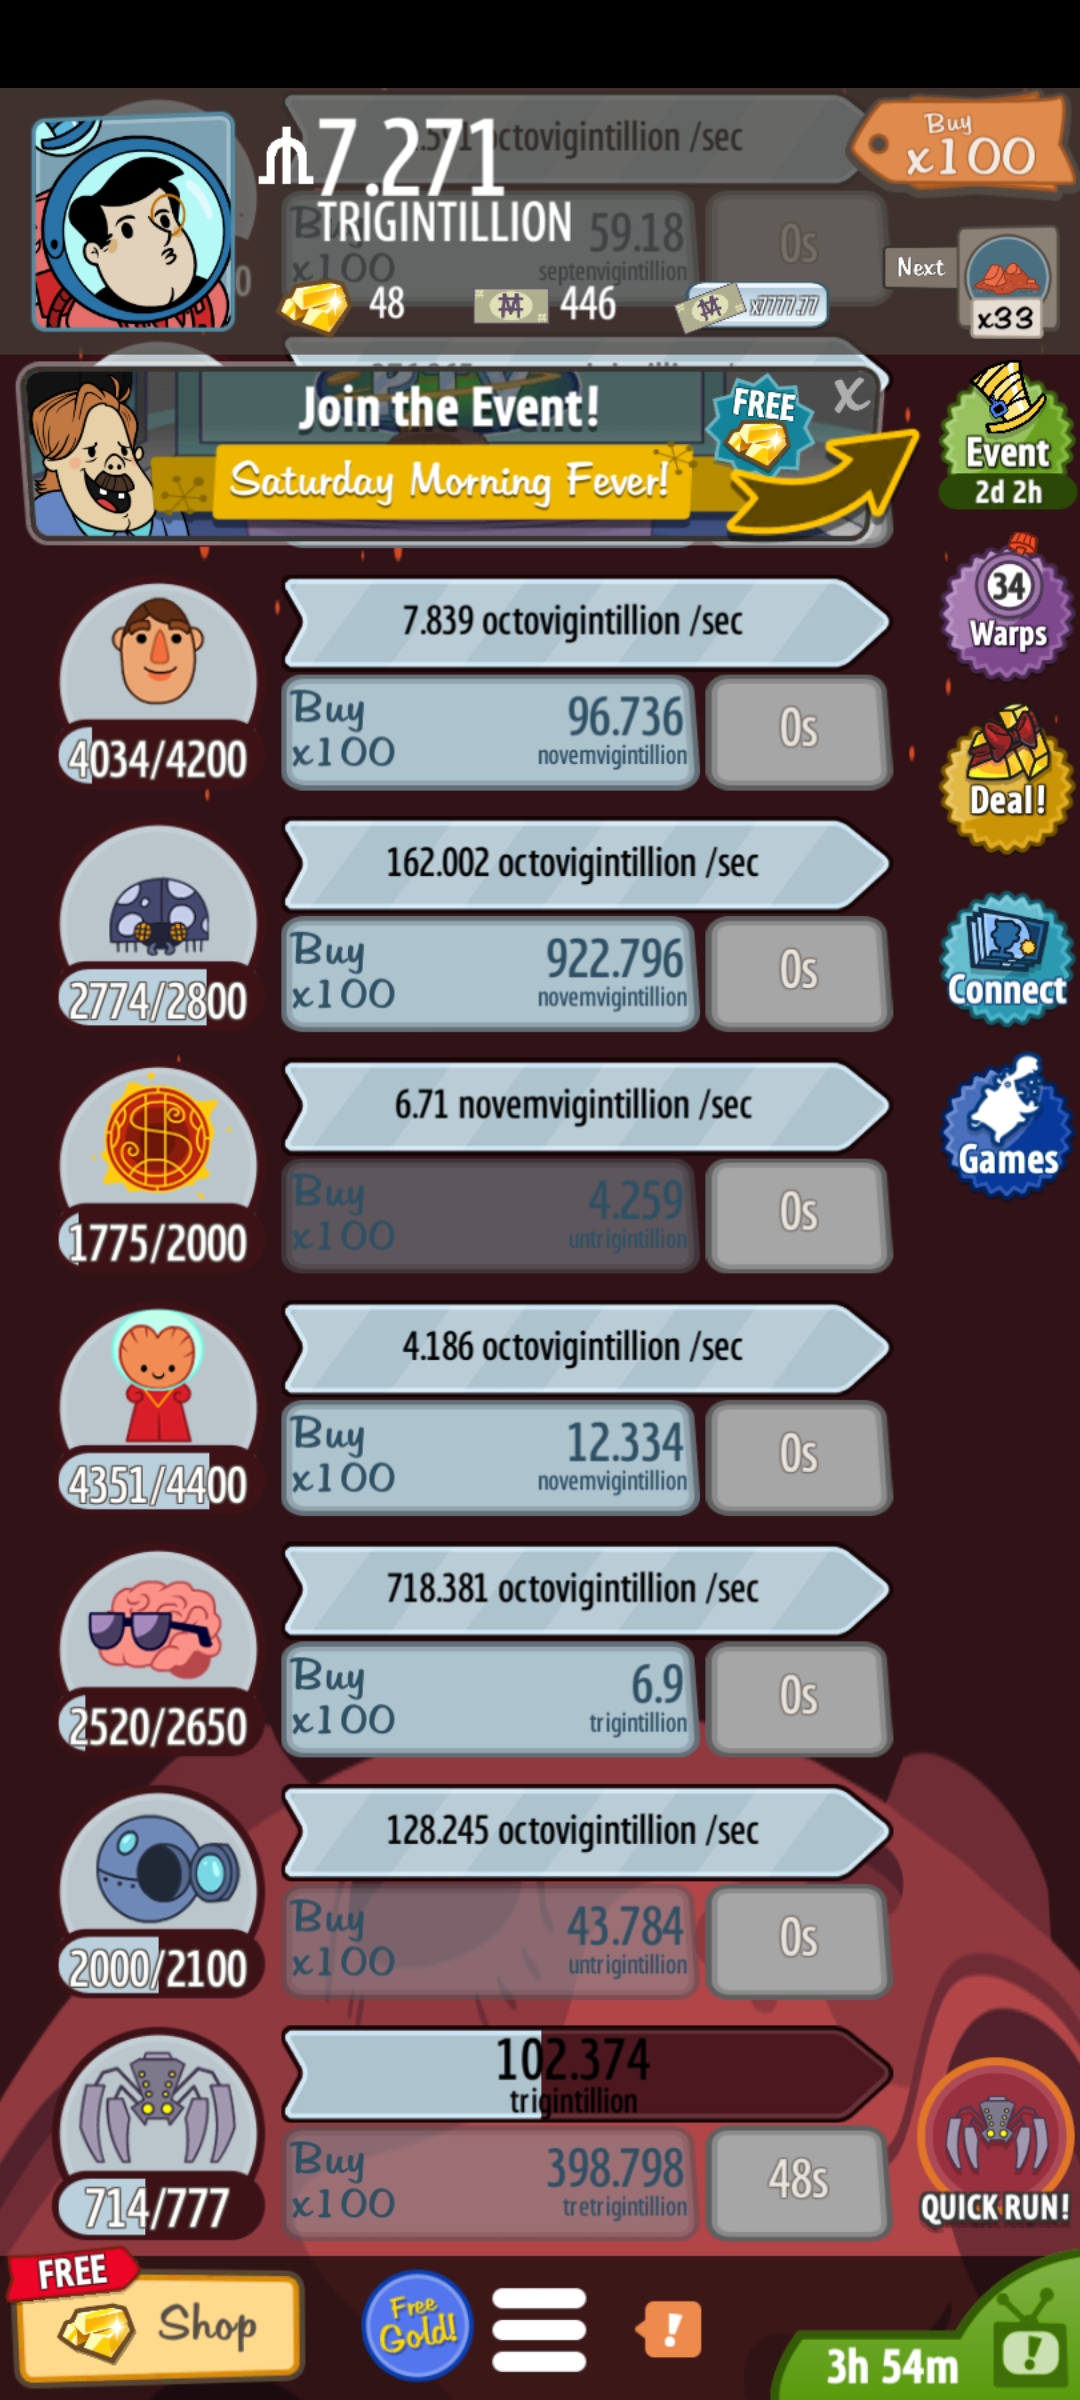 7.271
TRIGINTILLION
octovigintillion /sec
Buy
x100
59.18
septenvigintillion
0s
Buy
x100
Next
x33
48
446
x7777.77
Join the Event!
Saturday Morning Fever!
FREE
X
Event
2d 2h
7.839 octovigintillion /sec
Buy
x100
96.736
novemvigintillion
0s
4034/4200
34
Warps
Deal!
162.002 octovigintillion /sec
Buy
x100
922.796
novemvigintillion
0s
2774/2800
Connect
6.71 novemvigintillion /sec
Buy
x100
4.259
untrigintillion
0s
1775/2000
Games
4.186 octovigintillion /sec
Buy
x100
12.334
novemvigintillion
0s
4351/4400
718.381 octovigintillion /sec
Buy
x100
6.9
trigintillion
0s
2520/2650
128.245 octovigintillion /sec
Buy
x100
43.784
untrigintillion
0s
2000/2100
102.374
trigintillion
Buy
x100
398.798
tretrigintillion
48s
714/777
QUICK RUN!
FREE
Shop
Free
Gold!
!
3h 54m
!